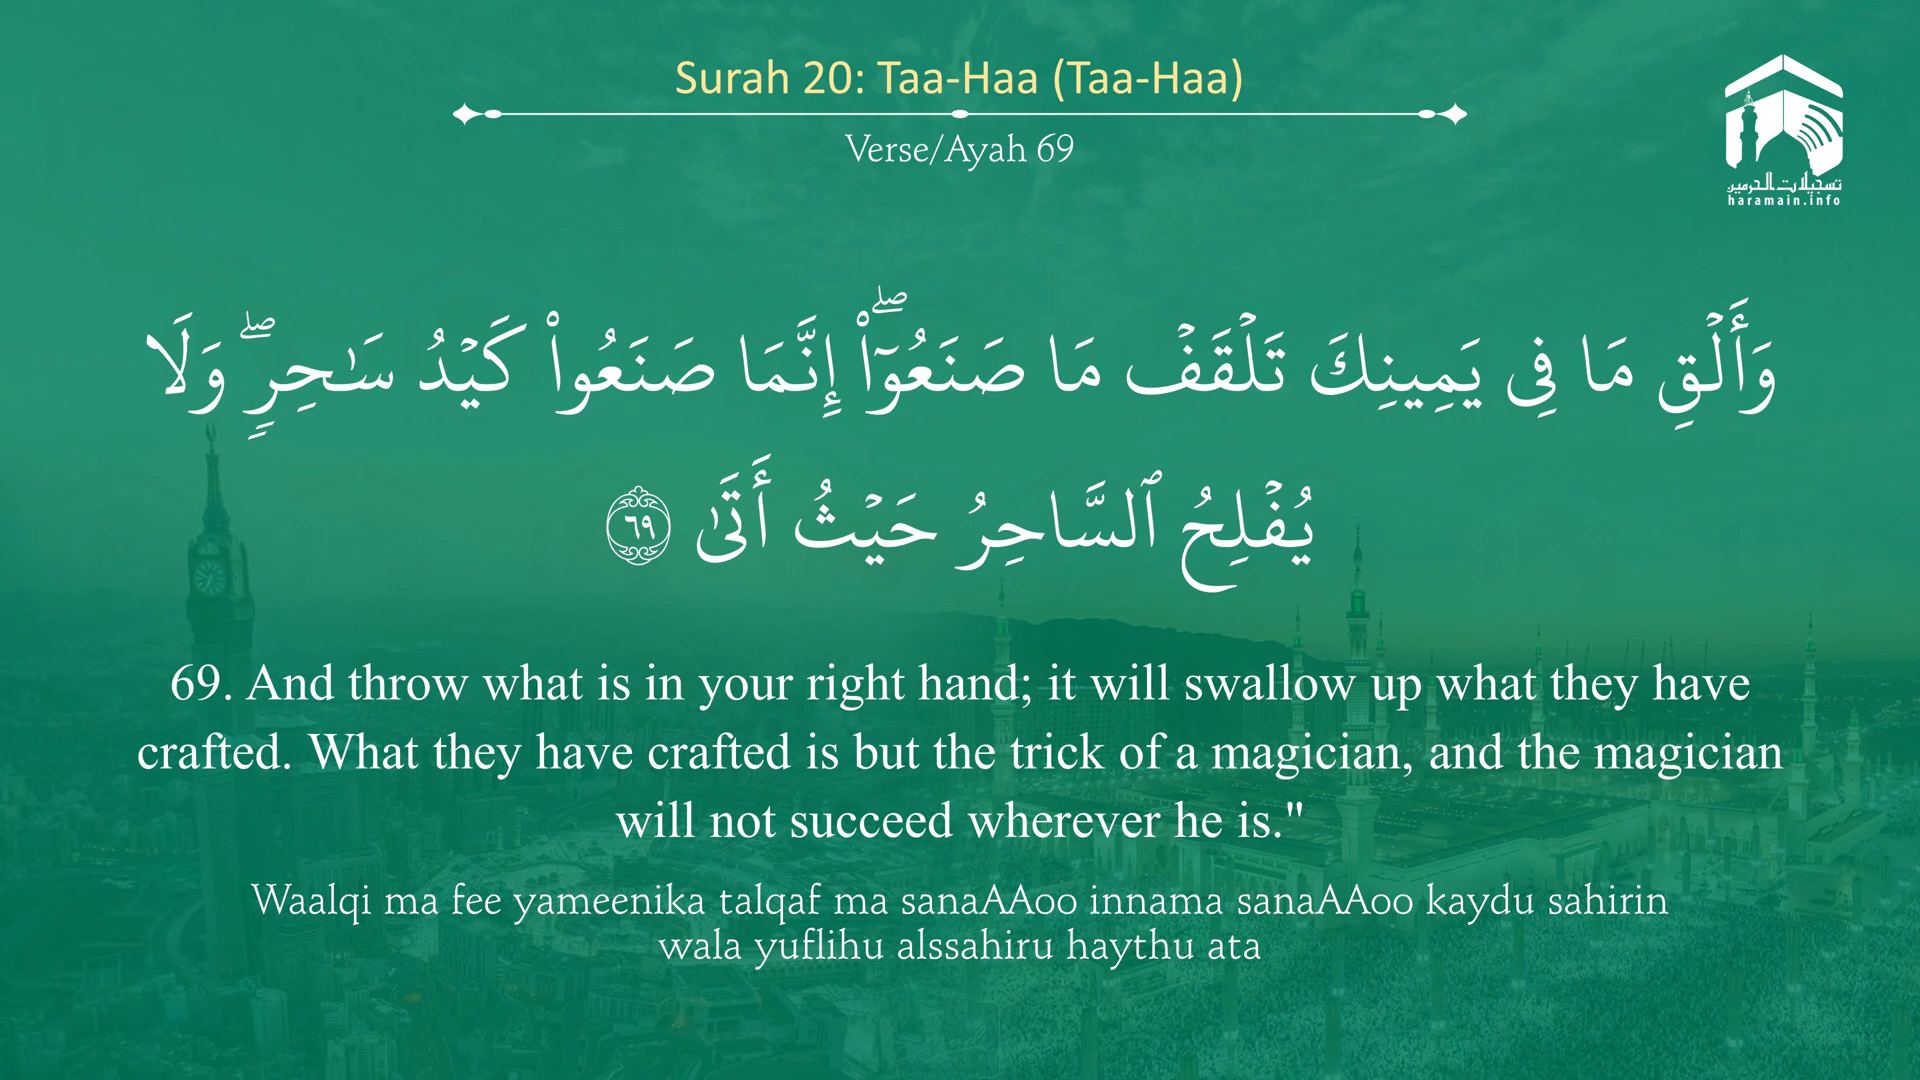 Surah 20: Taa-Haa (Taa-Haa)
Verse/Ayah 69
تسجيلات الحرمين
haramain.info
وَأَلْقِ مَا فِى يَمِينِكَ تَلْقَفْ مَا صَنَعُوٓا۟ ۖ إِنَّمَا صَنَعُوا۟ كَيْدُ سَـٰحِرٍ ۖ وَلَا
يُفْلِحُ ٱلسَّاحِرُ حَيْثُ أَتَىٰ ٦٩
69. And throw what is in your right hand; it will swallow up what they have
crafted. What they have crafted is but the trick of a magician, and the magician
will not succeed wherever he is."
Waalqi ma fee yameenika talqaf ma sanaAAoo innama sanaAAoo kaydu sahirin
wala yuflihu alssahiru haythu ata